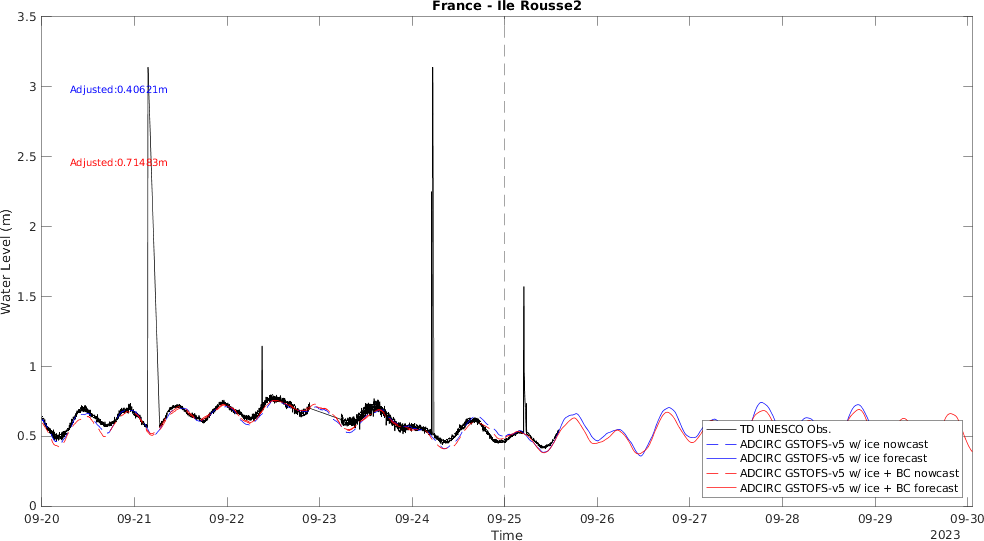 France - Ile Rousse2
3.5
3
2.5
2
1.5
1
0.5
0
Water Level (m)
Adjusted:0.40621m
Adjusted:0.71483m
TD UNESCO Obs.
ADCIRC GSTOFS-v5 w/ ice nowcast
ADCIRC GSTOFS-v5 w/ ice forecast
ADCIRC GSTOFS-v5 w/ ice + BC nowcast
ADCIRC GSTOFS-v5 w/ ice + BC forecast
09-20 09-21 09-22 09-23 09-24 09-25 09-26 09-27 09-28 09-29 09-30
Time
2023